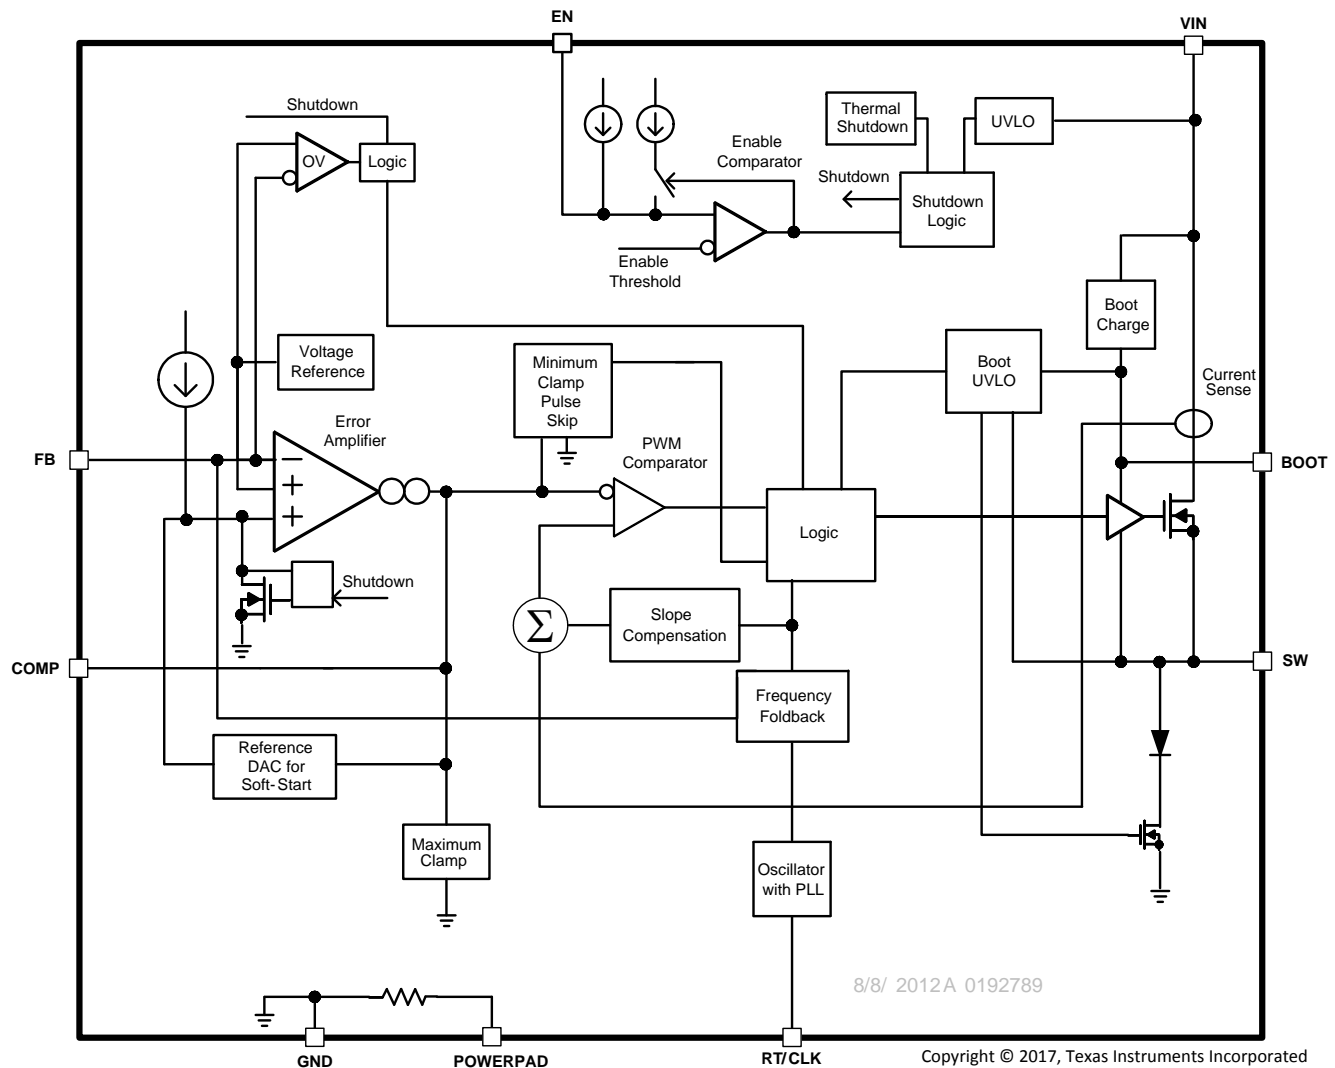 EN
VIN
Shutdown
OV
Logic
Enable
Comparator
Thermal
Shutdown
UVLO
Shutdown
Shutdown
Logic
Enable
Threshold
Boot
Charge
Voltage
Reference
Minimum
Clamp
Pulse
Skip
Boot
UVLO
Current
Sense
Error
Amplifier
PWM
Comparator
FB
−
+
+
BOOT
Logic
Shutdown
Σ
Slope
Compensation
COMP
SW
Frequency
Foldback
Reference
DAC for
Soft-Start
Maximum
Clamp
Oscillator
with PLL
8/8/ 2012A 0192789
GND
POWERPAD
RT/CLK
Copyright © 2017, Texas Instruments Incorporated